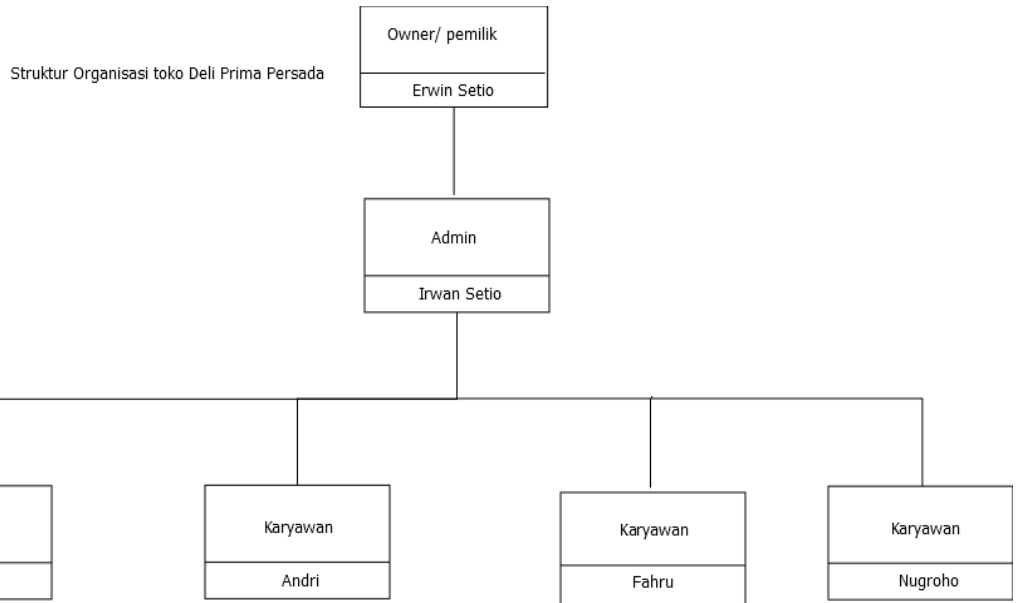 Owner/ pemilik
Struktur Organisasi toko Deli Prima Persada
Erwin Setio
Admin
Irwan Setio
Karyawan
Andri
Karyawan
Fahru
Karyawan
Nugroho